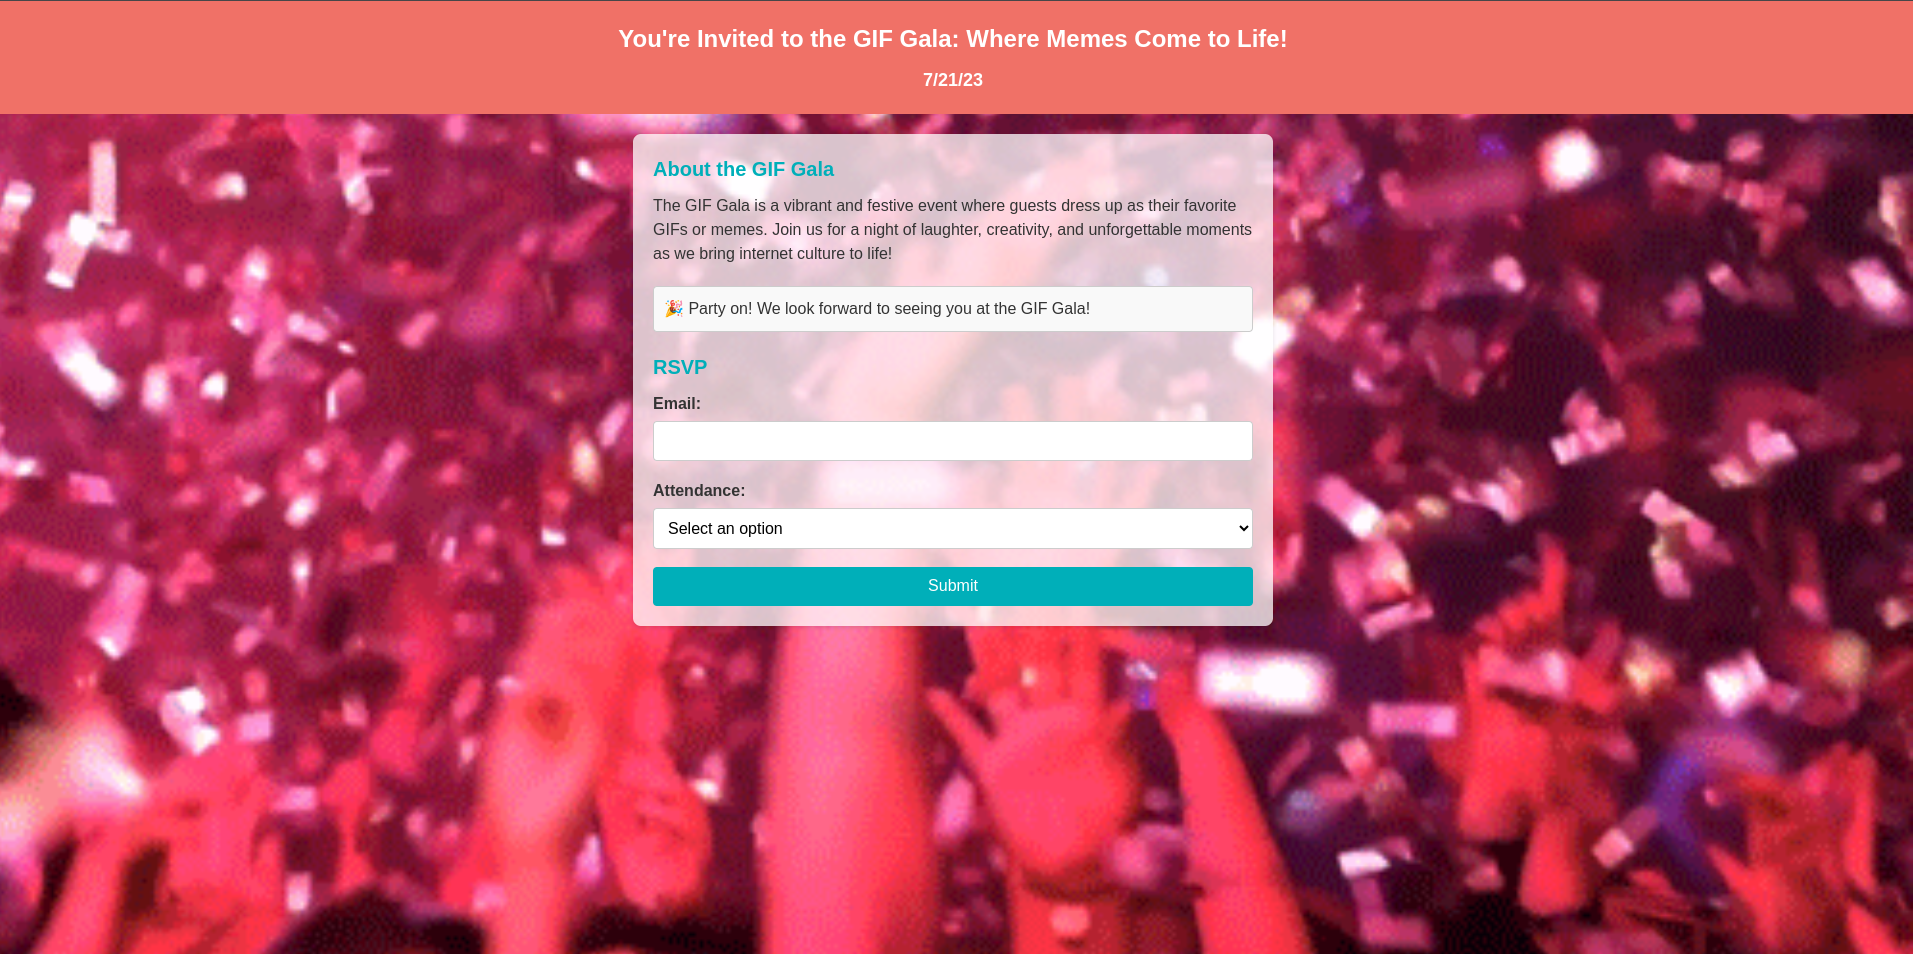 You're Invited to the GIF Gala: Where Memes Come to Life!
7/21/23
About the GIF Gala
The GIF Gala is a vibrant and festive event where guests dress up as their favorite
GIFs or memes. Join us for a night of laughter, creativity, and unforgettable moments
as we bring internet culture to life!
🎉 Party on! We look forward to seeing you at the GIF Gala!
RSVP
Email:
Attendance:
Select an option
Submit